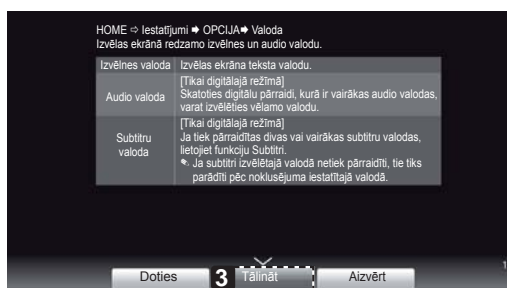 HOME ⇨ Iestatījumi ➡ OPCIJA➡ Valoda
Izvēlas ekrānā redzamo izvēlnes un audio valodu.
Izvēlnes valoda Izvēlas ekrāna teksta valodu.
Audio valoda
[Tikai digitālajā režīmā]
Skatoties digitālu pārraidi, kurā ir vairākas audio valodas,
varat izvēlēties vēlamo valodu.
Subtitru
valoda
[Tikai digitālajā režīmā]
Ja tiek pārraidītas divas vai vairākas subtitru valodas,
lietojiet funkciju Subtitri.
✎ Ja subtitri izvēlētajā valodā netiek pārraidīti, tie tiks
parādīti pēc noklusējuma iestatītajā valodā.
1
Doties 3 Tālināt Aizvērt